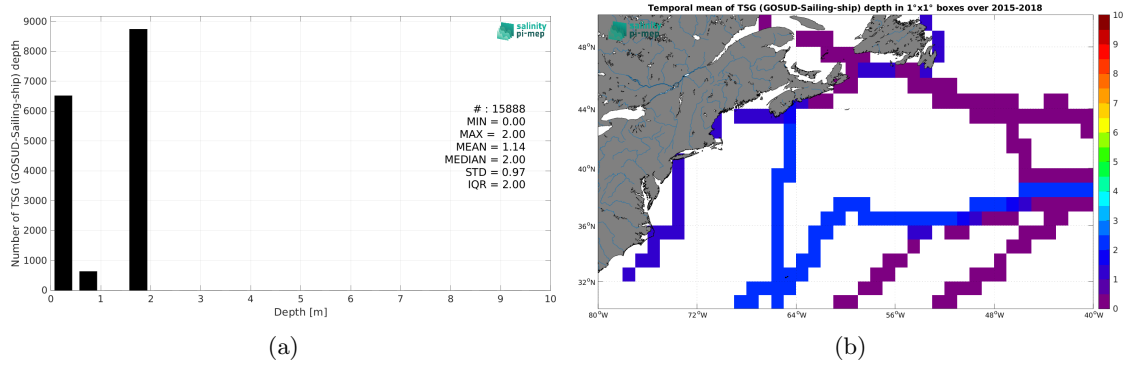 Number of TSG (GOSUD-Sailing-ship) depth
9000
8000
7000
6000
5000
4000
3000
2000
1000
0
salinity
pi-mep
# : 15888
MIN = 0.00
MAX = 2.00
MEAN = 1.14
MEDIAN = 2.00
STD = 0.97
IQR = 2.00
0 1 2 3 4 5 6 7 8 9 10
Depth [m]
(a)
Temporal mean of TSG (GOSUD-Sailing-ship) depth in 1°x1° boxes over 2015-2018
salinity
pi-mep
48°N
44°N
40°N
36°N
32°N
80°W 72°W 64°W 56°W 48°W 40°W
10
9
8
7
6
5
4
3
2
1
0
(b)